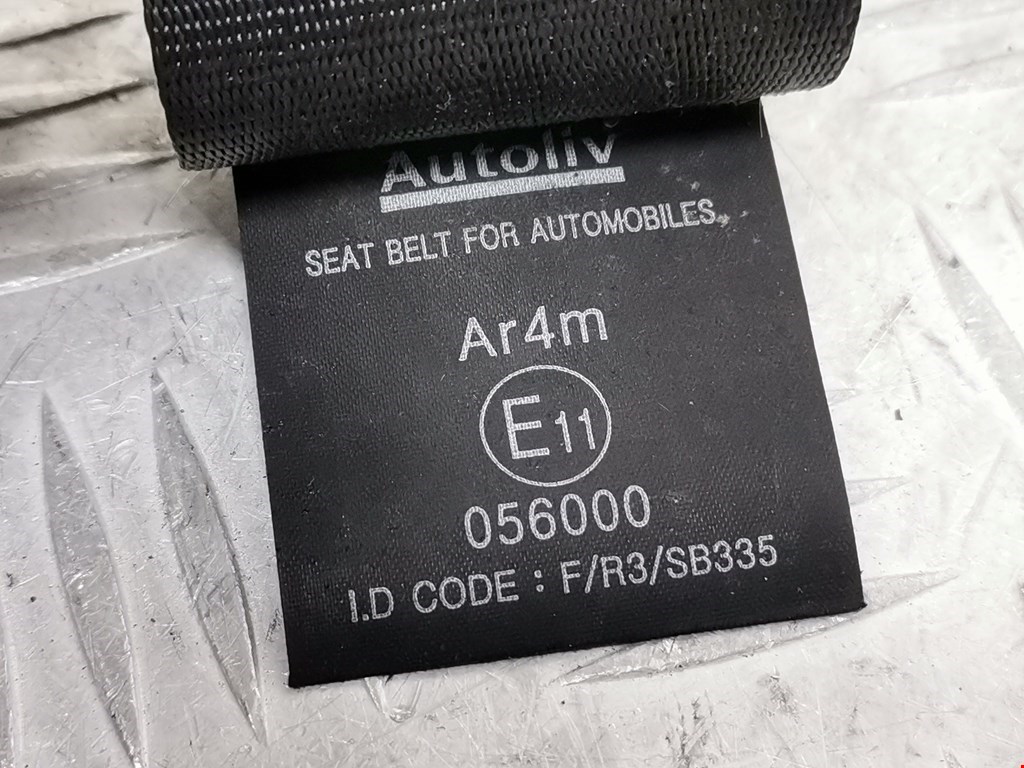 Autoliv
SEAT BELT FOR AUTOMOBILES
Ar4m
E11
056000
I.D CODE : F/R3/SB335